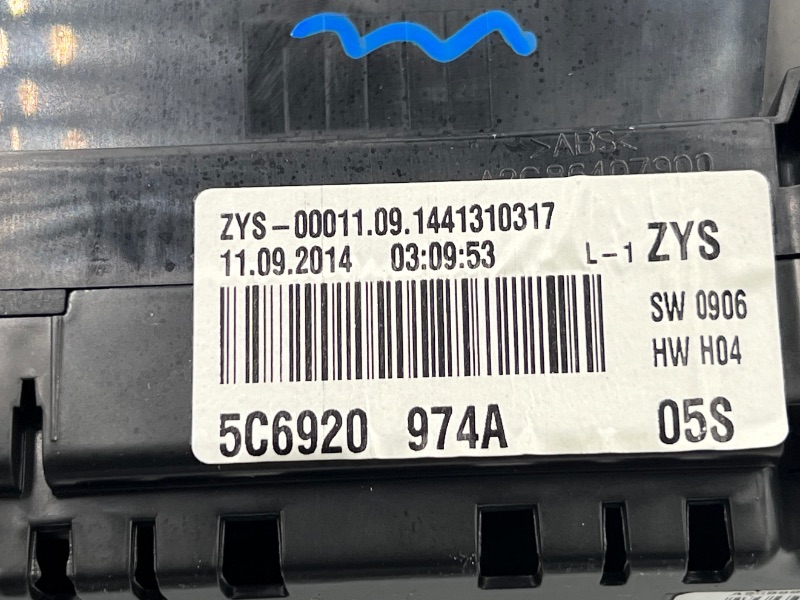 >ABS<
ZYS-00011.09.1441310317
11.09.2014 03:09:53 L-1 ZYS
SW 0906
HW H04
5C6920 974A 05S